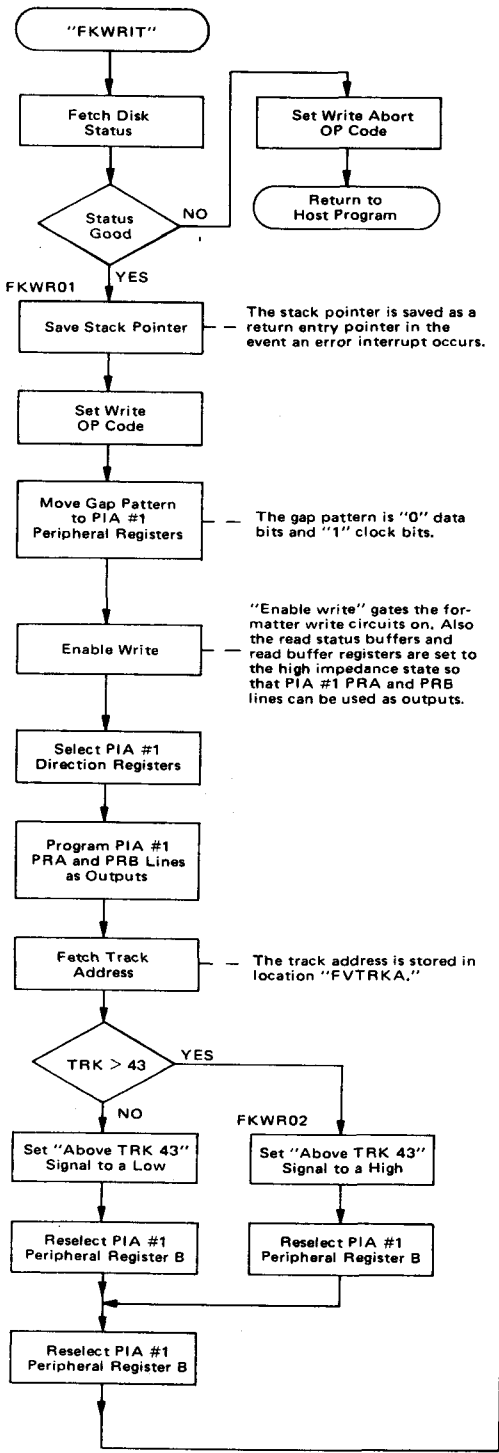 "FKWRIT"
Fetch Disk
Status
Set Write Abort
OP Code
Return to
Host Program
Status
Good
NO
YES
FKWR01
Save Stack Pointer
The stack pointer is saved as a
return entry pointer in the
event an error interrupt occurs.
Set Write
OP Code
Move Gap Pattern
to PIA #1
Peripheral Registers
The gap pattern is "0" data
bits and "1" clock bits.
Enable Write
"Enable write" gates the for-
matter write circuits on. Also
the read status buffers and
read buffer registers are set to
the high impedance state so
that PIA #1 PRA and PRB
lines can be used as outputs.
Select PIA #1
Direction Registers
Program PIA #1
PRA and PRB Lines
as Outputs
Fetch Track
Address
The track address is stored in
location "FVTRKA."
TRK > 43
YES
NO
FKWR02
Set "Above TRK 43"
Signal to a Low
Set "Above TRK 43"
Signal to a High
Reselect PIA #1
Peripheral Register B
Reselect PIA #1
Peripheral Register B
Reselect PIA #1
Peripheral Register B